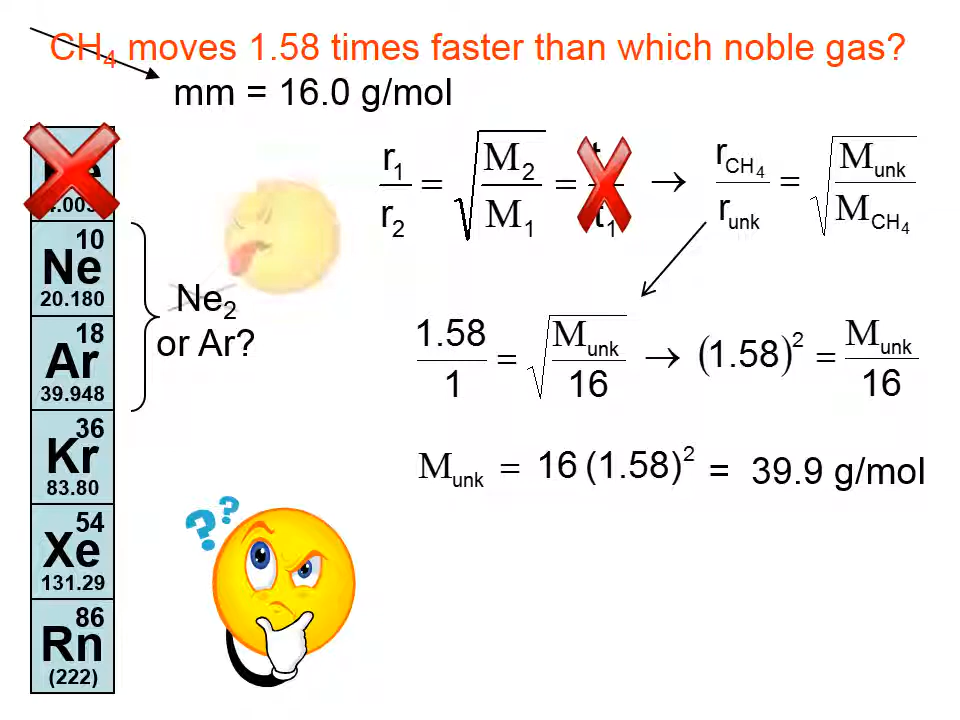 CH4 moves 1.58 times faster than which noble gas?
mm = 16.0 g/mol
r1/r2 = √(M2/M1) = t1 → rCH4/runk = √(Munk/MCH4)
10
Ne
20.180
18
Ar
39.948
36
Kr
83.80
54
Xe
131.29
86
Rn
(222)
Ne2
or Ar?
1.58/1 = √(Munk/16) → (1.58)2 = Munk/16
Munk = 16 (1.58)2 = 39.9 g/mol
? ?